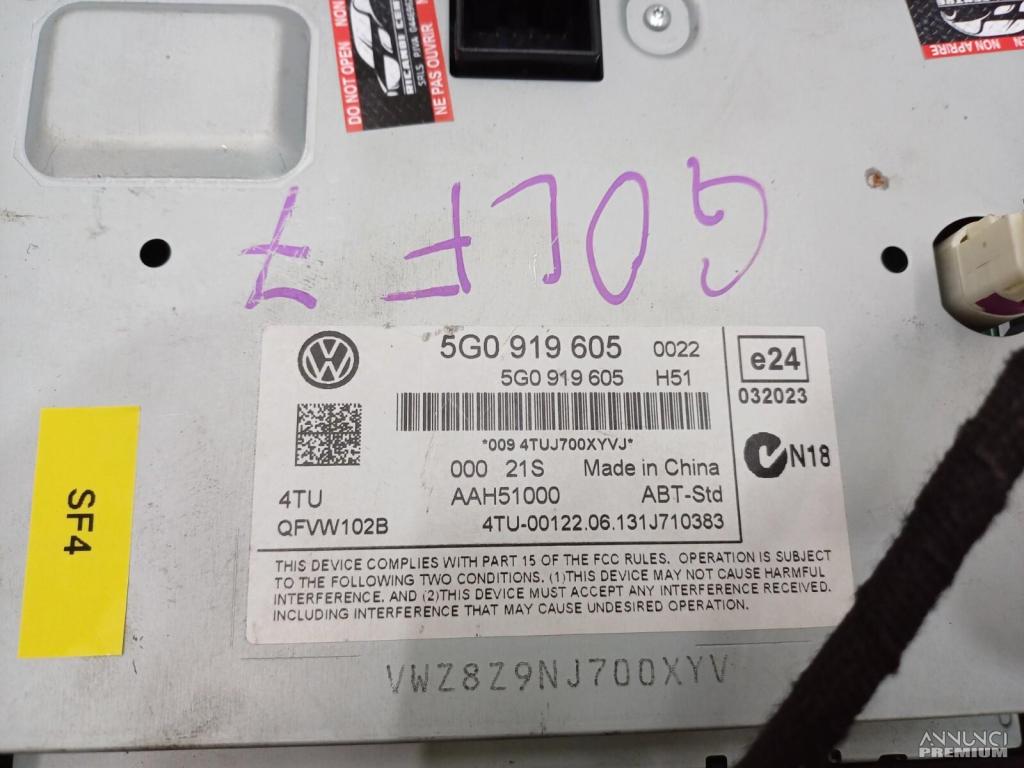 DO NOT OPEN
NON
RICAMBI
SRLS P.IVA
NE PAS OUVRIR
N
NON APRIRE
GOLF 7
5G0 919 605 0022
5G0 919 605 H51
*009 4TUJ700XYVJ*
000 21S Made in China
4TU AAH51000 ABT-Std
QFVW102B 4TU-00122.06.131J710383
e24
032023
N18
THIS DEVICE COMPLIES WITH PART 15 OF THE FCC RULES. OPERATION IS SUBJECT
TO THE FOLLOWING TWO CONDITIONS. (1)THIS DEVICE MAY NOT CAUSE HARMFUL
INTERFERENCE. AND (2)THIS DEVICE MUST ACCEPT ANY INTERFERENCE RECEIVED.
INCLUDING INTERFERENCE THAT MAY CAUSE UNDESIRED OPERATION.
SF4
VWZ8Z9NJ700XYV
ANNUNCI
PREMIUM